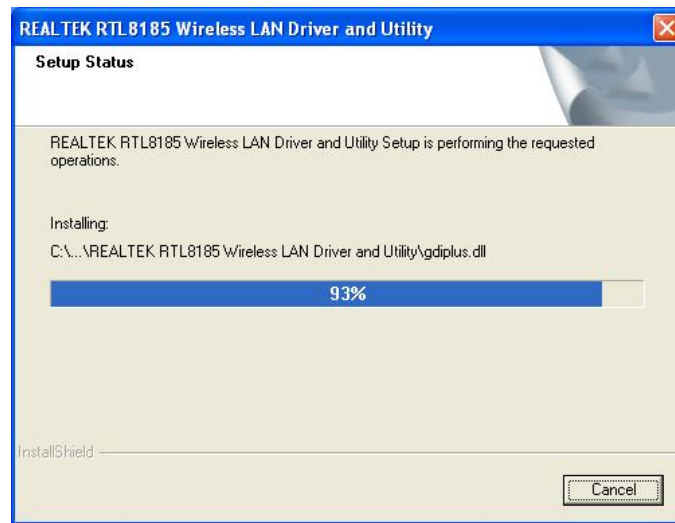 REALTEK RTL8185 Wireless LAN Driver and Utility
Setup Status
REALTEK RTL8185 Wireless LAN Driver and Utility Setup is performing the requested
operations.
Installing:
C:\...\REALTEK RTL8185 Wireless LAN Driver and Utility\gdiplus.dll
93%
InstallShield
Cancel